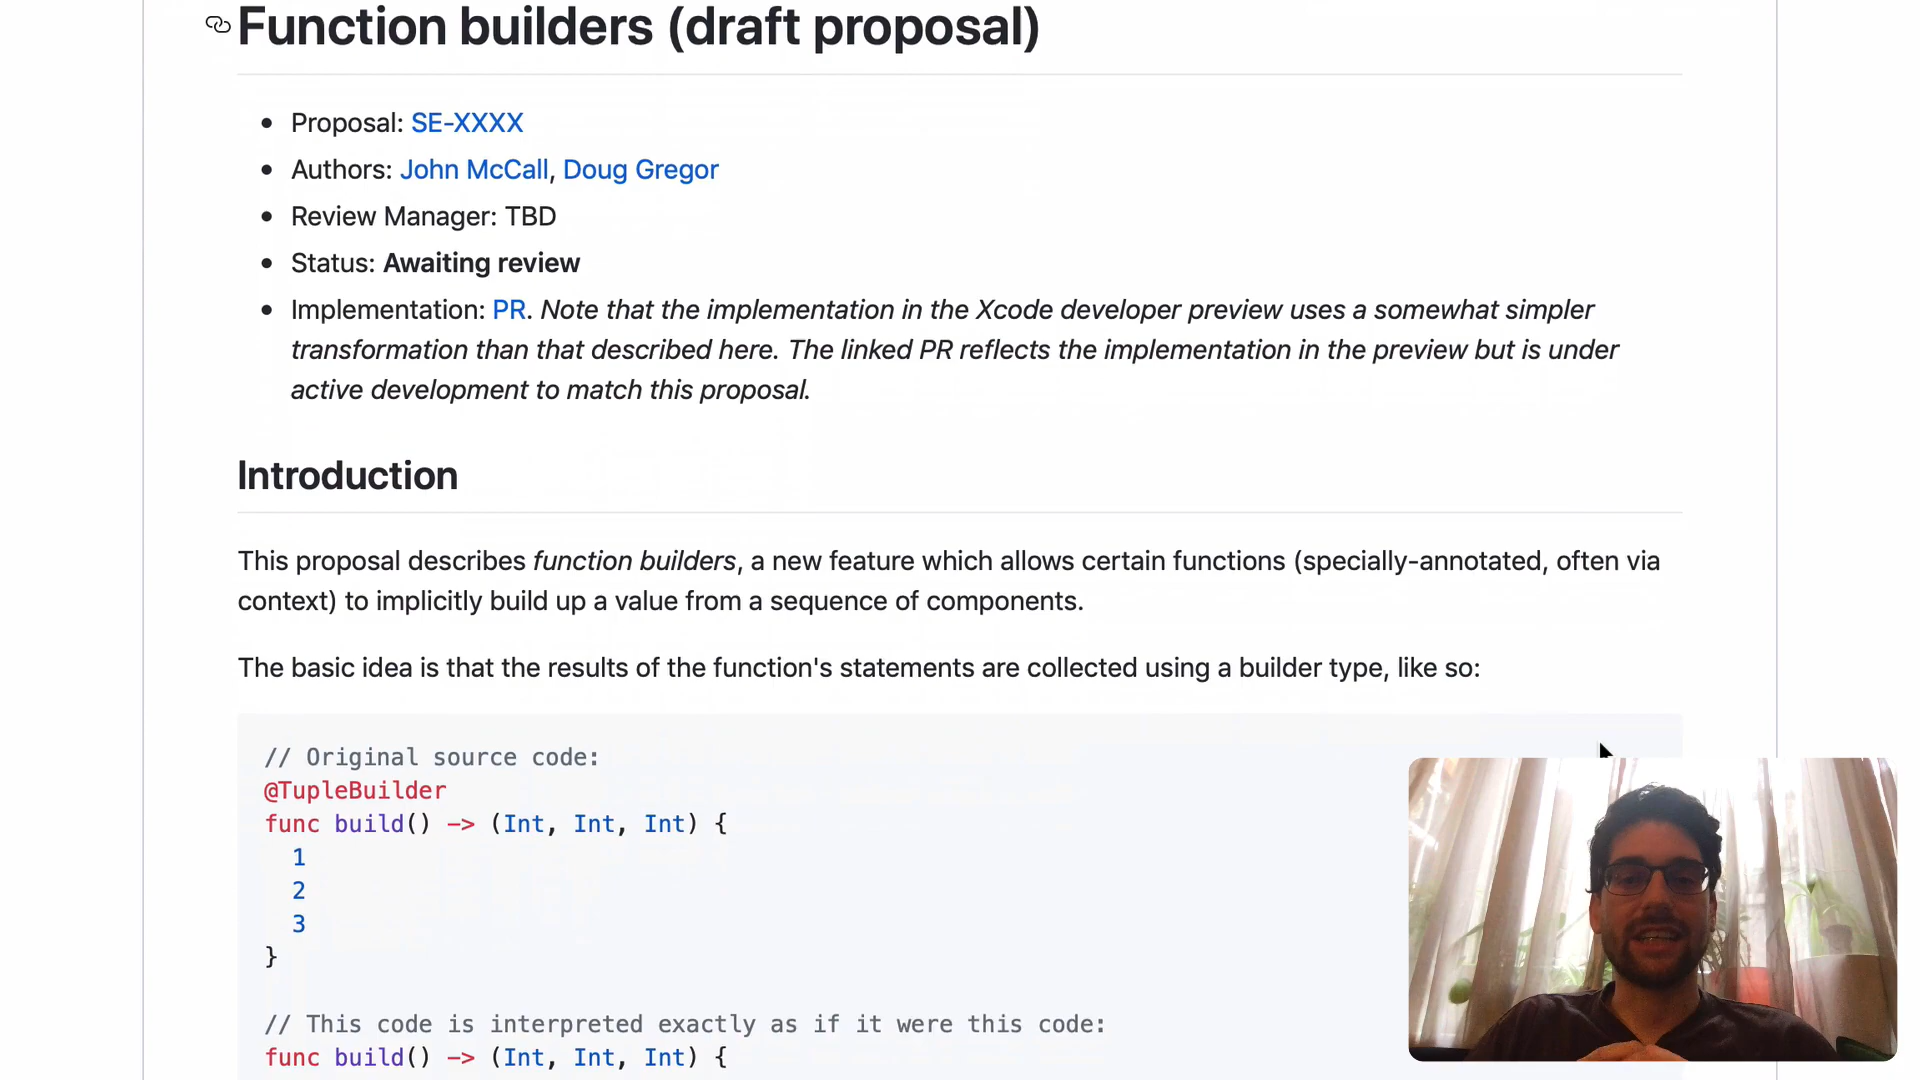 Function builders (draft proposal)
Proposal: SE-XXXX
Authors: John McCall, Doug Gregor
Review Manager: TBD
Status: Awaiting review
Implementation: PR. Note that the implementation in the Xcode developer preview uses a somewhat simpler
transformation than that described here. The linked PR reflects the implementation in the preview but is under
active development to match this proposal.
Introduction
This proposal describes function builders, a new feature which allows certain functions (specially-annotated, often via
context) to implicitly build up a value from a sequence of components.
The basic idea is that the results of the function's statements are collected using a builder type, like so:
// Original source code:
@TupleBuilder
func build() -> (Int, Int, Int) {
1
2
3
}
// This code is interpreted exactly as if it were this code:
func build() -> (Int, Int, Int) {